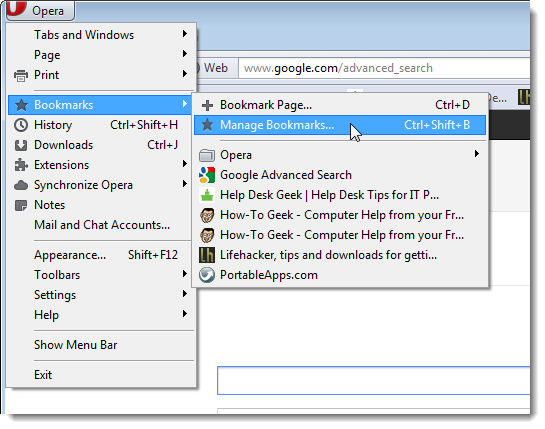 Opera
Tabs and Windows
Page
Print
Bookmarks
History Ctrl+Shift+H
Downloads Ctrl+J
Extensions
Synchronize Opera
Notes
Mail and Chat Accounts...
Appearance... Shift+F12
Toolbars
Settings
Help
Show Menu Bar
Exit
Web www.google.com/advanced_search
De... lh
Bookmark Page... Ctrl+D
Manage Bookmarks... Ctrl+Shift+B
Opera
Google Advanced Search
Help Desk Geek | Help Desk Tips for IT P...
How-To Geek - Computer Help from your Fr...
How-To Geek - Computer Help from your Fr...
lh Lifehacker, tips and downloads for getti...
PortableApps.com